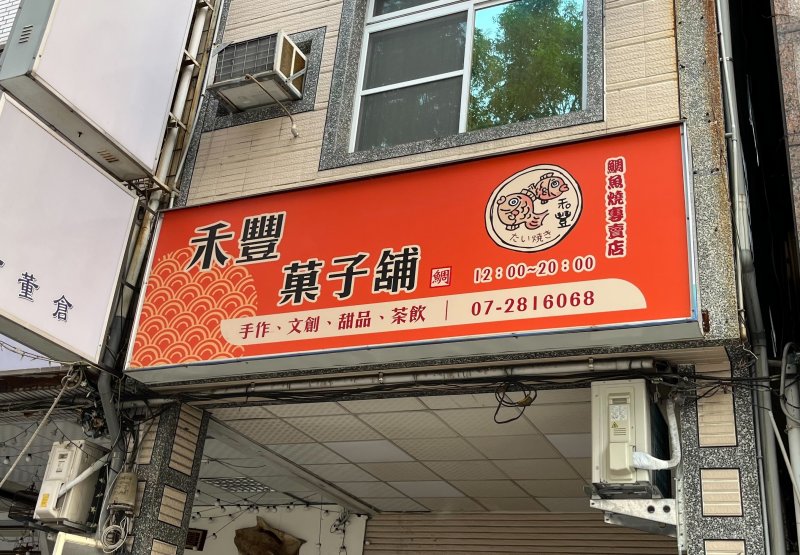 禾豐
菓子舖
鯛
手作、文創、甜品、茶飲 | 07-2816068
12：00~20：00
禾豐
たい焼き
鯛魚燒專賣店
董倉